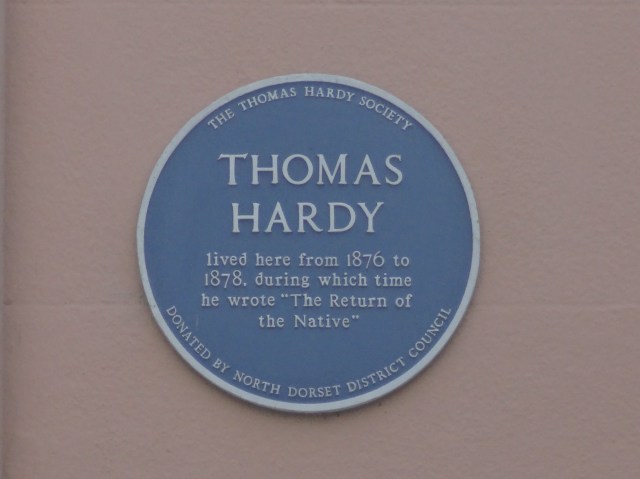 THE THOMAS HARDY SOCIETY
THOMAS
HARDY
lived here from 1876 to
1878. during which time
he wrote "The Return of
the Native"
DONATED BY NORTH DORSET DISTRICT COUNCIL